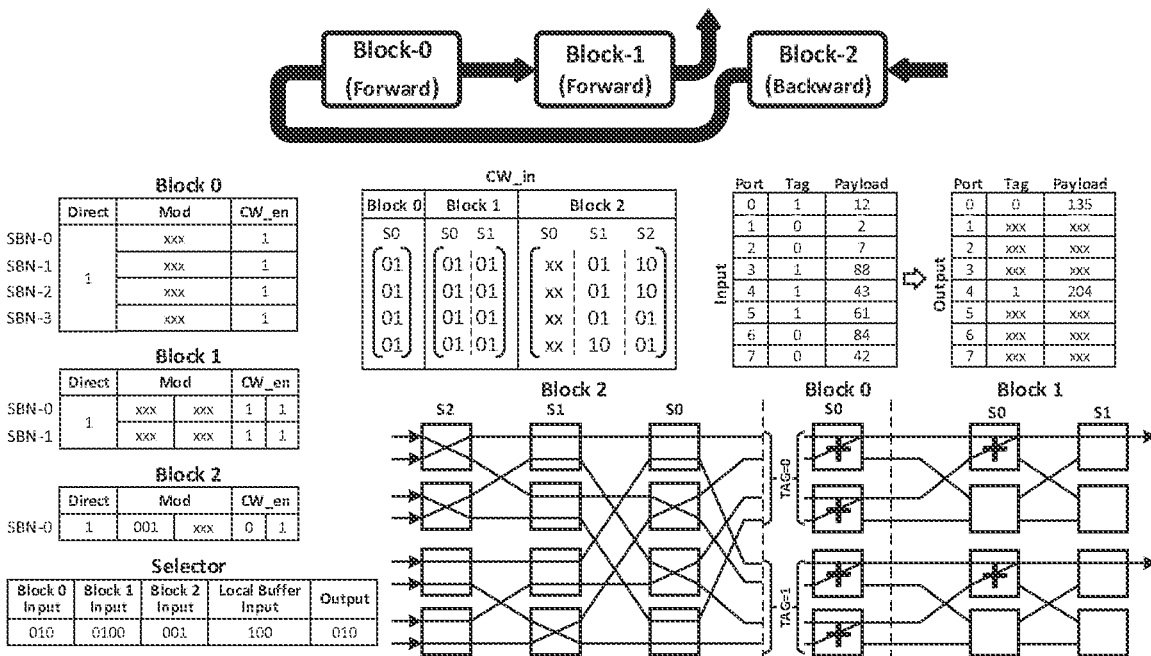 Block-0
(Forward)
Block-1
(Forward)
Block-2
(Backward)
Block 0
Direct Mod CW_en
SBN-0 1 xxx 1
SBN-1 xxx 1
SBN-2 xxx 1
SBN-3 xxx 1
Block 1
Direct Mod CW_en
SBN-0 1 xxx xxx 1 1
SBN-1 xxx xxx 1 1
Block 2
Direct Mod CW_en
SBN-0 1 001 xxx 0 1
Selector
Block 0 Input Block 1 Input Block 2 Input Local Buffer Input Output
010 0100 001 100 010
CW_in
Block 0 Block 1 Block 2
S0 S0 S1 S0 S1 S2
01 01 01 xx 01 10
01 01 01 xx 01 10
01 01 01 xx 01 01
01 01 01 xx 10 01
Input
Port Tag Payload
0 1 12
1 0 2
2 0 7
3 1 88
4 1 43
5 1 61
6 0 84
7 0 42
Output
Port Tag Payload
0 0 135
1 xxx xxx
2 xxx xxx
3 xxx xxx
4 1 204
5 xxx xxx
6 xxx xxx
7 xxx xxx
Block 2 Block 0 Block 1
S2 S1 S0 S0 S0 S1
TAG=0
TAG=1